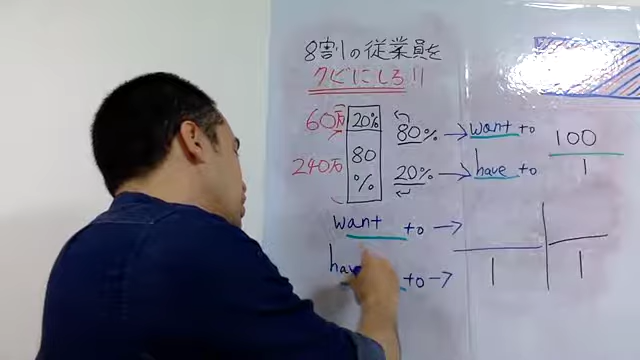 8割の従業員を
クビにしろ!!
60万 20% 80% → want to 100
240万 80% 20% → have to 1
want to →
have to → 1 1